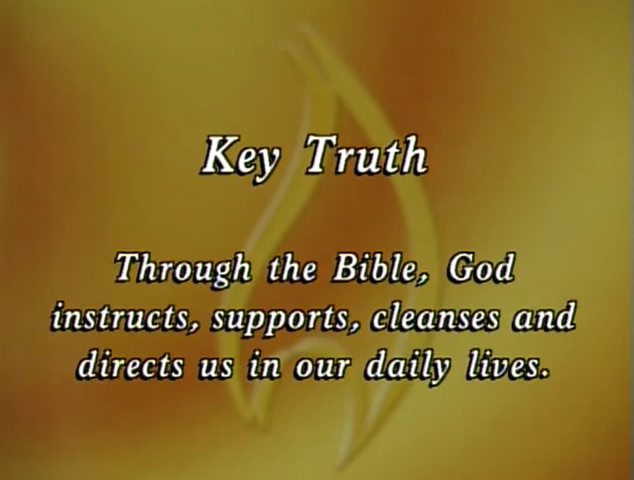 Key Truth
Through the Bible, God
instructs, supports, cleanses and
directs us in our daily lives.